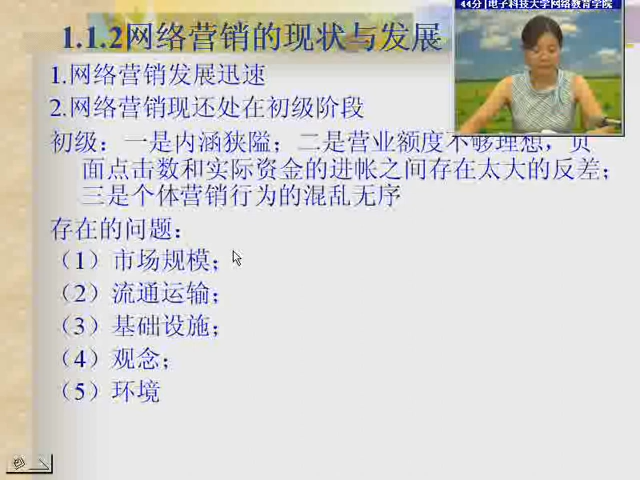 44分 电子科技大学网络教育学院
1.1.2网络营销的现状与发展
1.网络营销发展迅速
2.网络营销现还处在初级阶段
初级：一是内涵狭隘；二是营业额度不够理想，页
面点击数和实际资金的进帐之间存在太大的反差；
三是个体营销行为的混乱无序
存在的问题：
（1）市场规模；
（2）流通运输；
（3）基础设施；
（4）观念；
（5）环境